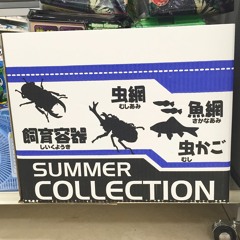 虫網
むしあみ
魚網
さかなあみ
飼育容器
しいくようき
虫かご
むし
SUMMER
COLLECTION